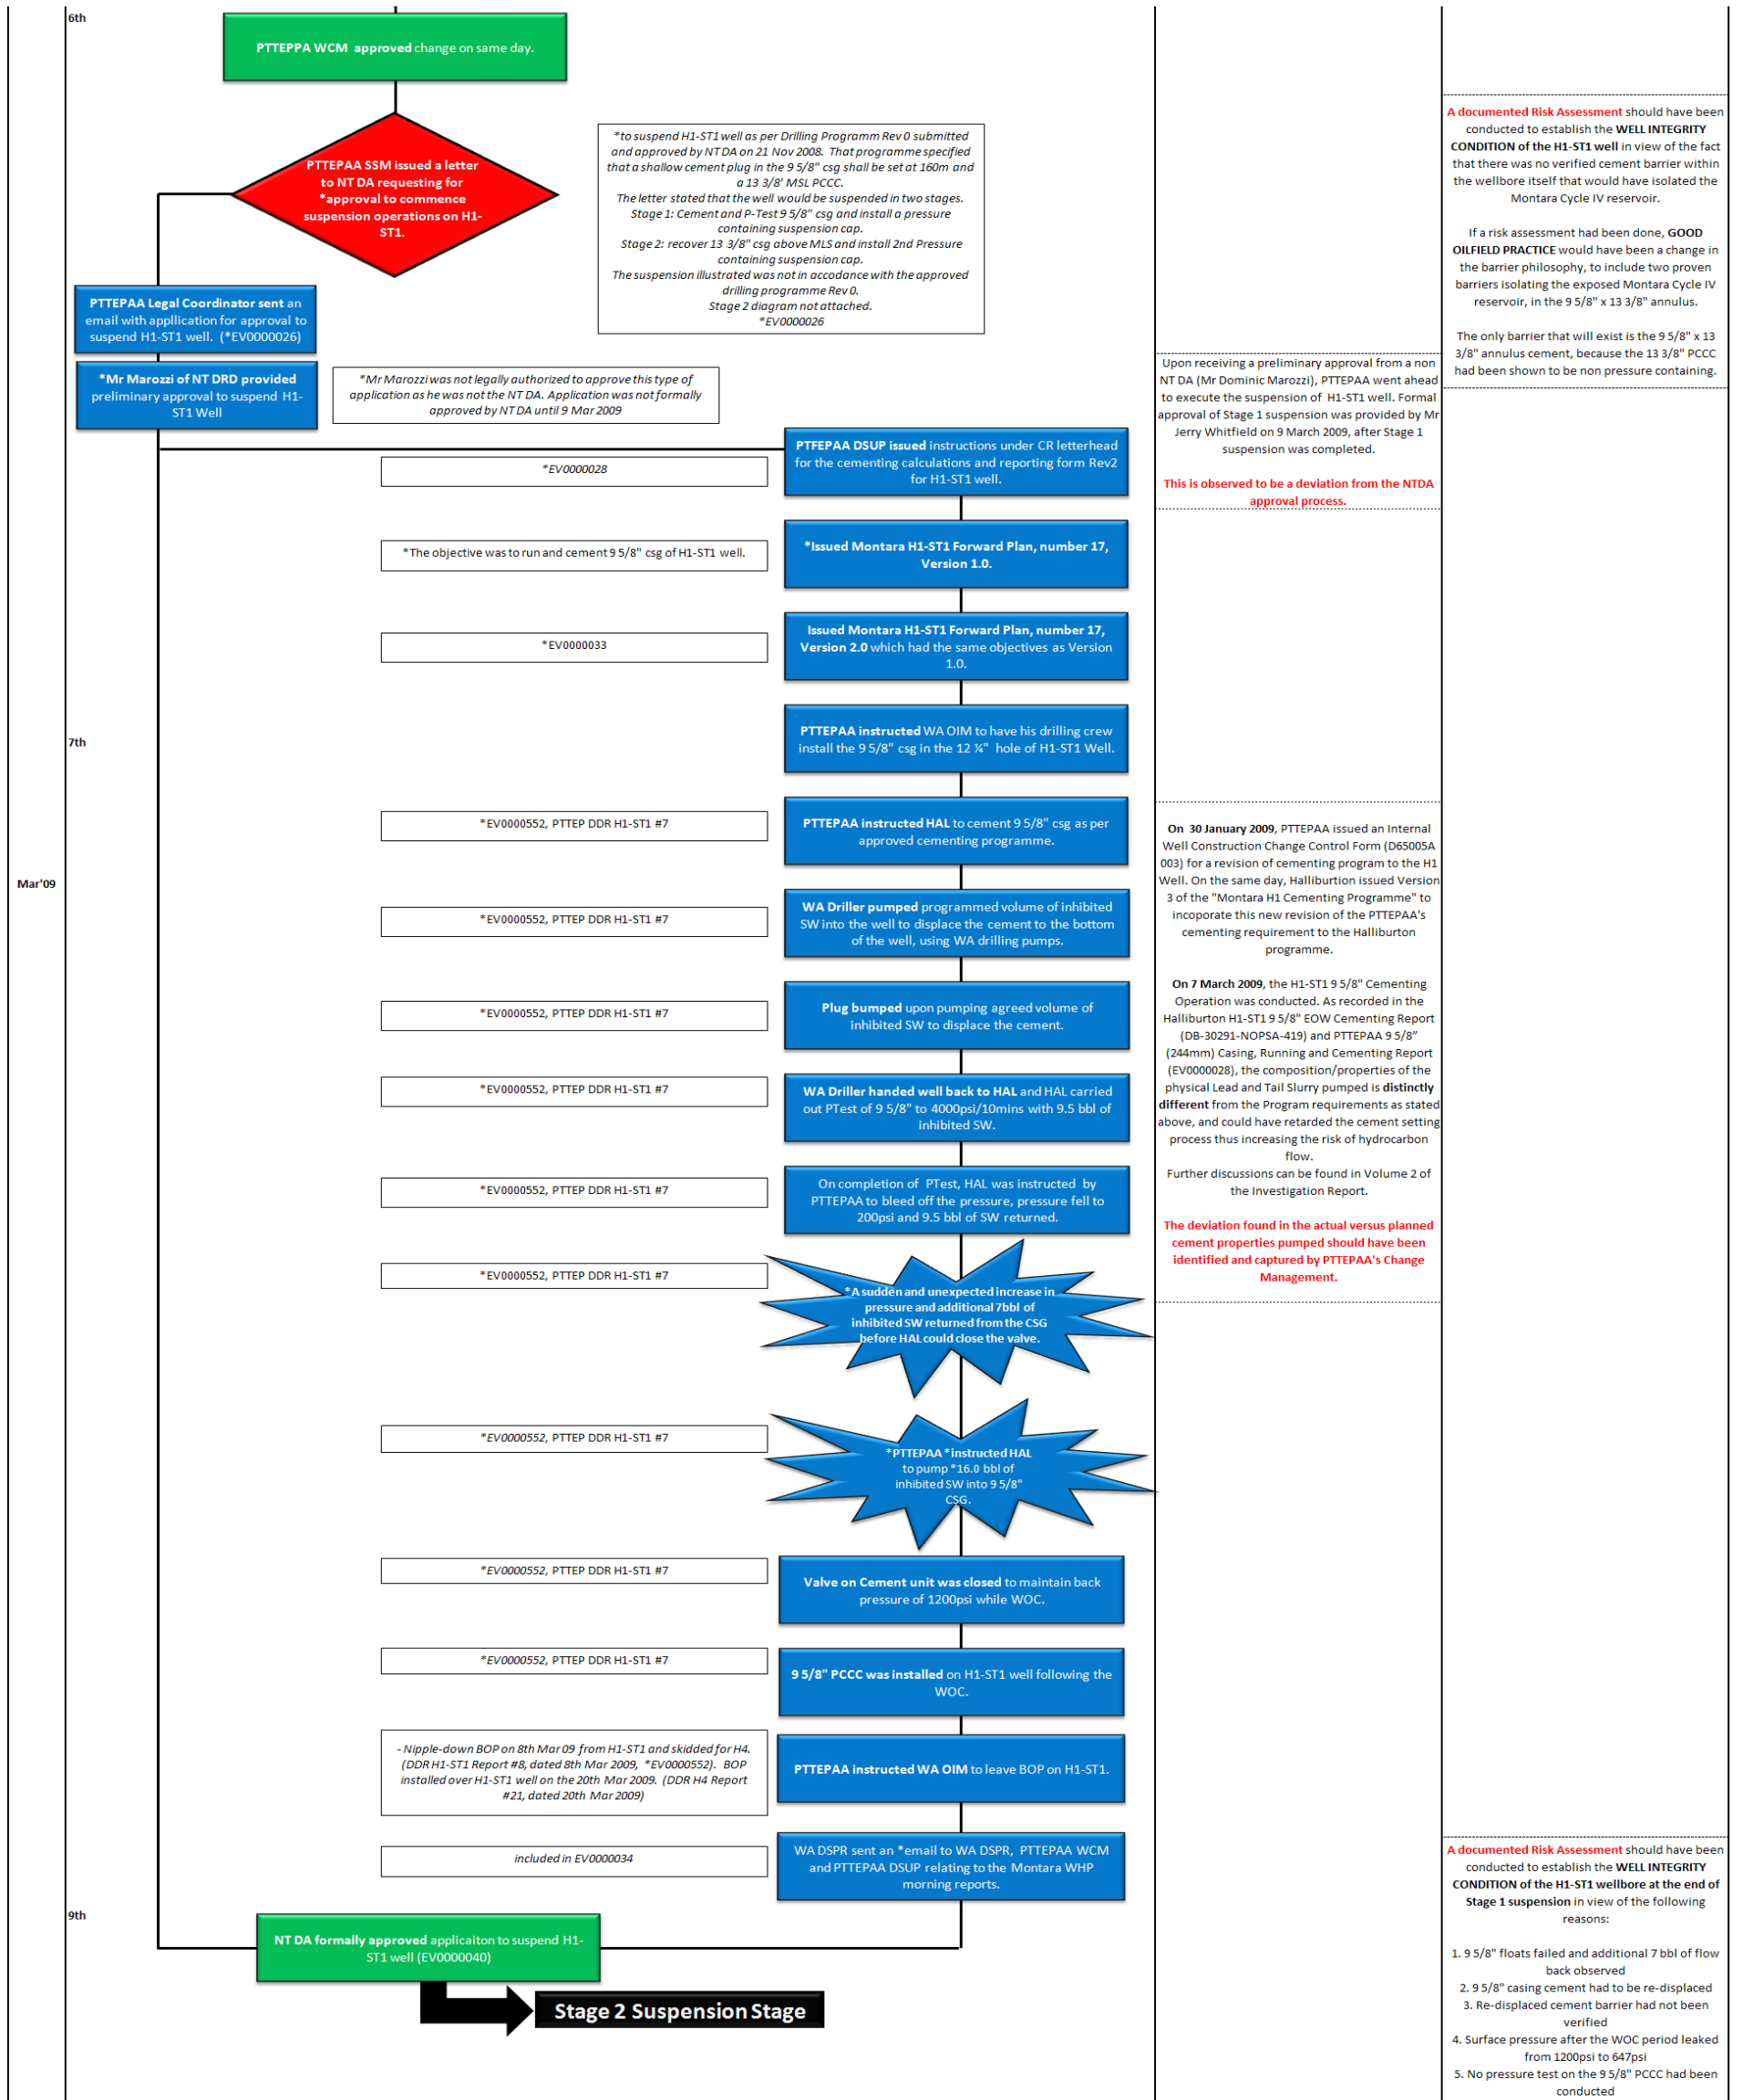 6th
PTTEPPA WCM approved change on same day.
PTTEPAA SSM issued a letter
to NT DA requesting for
*approval to commence
suspension operations on H1-
ST1.
*to suspend H1-ST1 well as per Drilling Programm Rev 0 submitted
and approved by NT DA on 21 Nov 2008. That programme specified
that a shallow cement plug in the 9 5/8" csg shall be set at 160m and
a 13 3/8' MSL PCCC.
The letter stated that the well would be suspended in two stages.
Stage 1: Cement and P-Test 9 5/8" csg and install a pressure
containing suspension cap.
Stage 2: recover 13 3/8" csg above MLS and install 2nd Pressure
containing suspension cap.
The suspension illustrated was not in accodance with the approved
drilling programme Rev 0.
Stage 2 diagram not attached.
*EV0000026
A documented Risk Assessment should have been
conducted to establish the WELL INTEGRITY
CONDITION of the H1-ST1 well in view of the fact
that there was no verified cement barrier within
the wellbore itself that would have isolated the
Montara Cycle IV reservoir.
If a risk assessment had been done, GOOD
OILFIELD PRACTICE would have been a change in
the barrier philosophy, to include two proven
barriers isolating the exposed Montara Cycle IV
reservoir, in the 9 5/8" x 13 3/8" annulus.
The only barrier that will exist is the 9 5/8" x 13
3/8" annulus cement, because the 13 3/8" PCCC
had been shown to be non pressure containing.
PTTEPAA Legal Coordinator sent an
email with appllication for approval to
suspend H1-ST1 well. (*EV0000026)
*Mr Marozzi of NT DRD provided
preliminary approval to suspend H1-
ST1 Well
*Mr Marozzi was not legally authorized to approve this type of
application as he was not the NT DA. Application was not formally
approved by NT DA until 9 Mar 2009
Upon receiving a preliminary approval from a non
NT DA (Mr Dominic Marozzi), PTTEPAA went ahead
to execute the suspension of H1-ST1 well. Formal
approval of Stage 1 suspension was provided by Mr
Jerry Whitfield on 9 March 2009, after Stage 1
suspension was completed.
This is observed to be a deviation from the NTDA
approval process.
*EV0000028
PTFEPAA DSUP issued instructions under CR letterhead
for the cementing calculations and reporting form Rev2
for H1-ST1 well.
*The objective was to run and cement 9 5/8" csg of H1-ST1 well.
*Issued Montara H1-ST1 Forward Plan, number 17,
Version 1.0.
*EV0000033
Issued Montara H1-ST1 Forward Plan, number 17,
Version 2.0 which had the same objectives as Version
1.0.
7th
PTTEPAA instructed WA OIM to have his drilling crew
install the 9 5/8" csg in the 12 ¼" hole of H1-ST1 Well.
*EV0000552, PTTEP DDR H1-ST1 #7
PTTEPAA instructed HAL to cement 9 5/8" csg as per
approved cementing programme.
Mar'09
*EV0000552, PTTEP DDR H1-ST1 #7
WA Driller pumped programmed volume of inhibited
SW into the well to displace the cement to the bottom
of the well, using WA drilling pumps.
*EV0000552, PTTEP DDR H1-ST1 #7
Plug bumped upon pumping agreed volume of
inhibited SW to displace the cement.
*EV0000552, PTTEP DDR H1-ST1 #7
WA Driller handed well back to HAL and HAL carried
out PTest of 9 5/8" to 4000psi/10mins with 9.5 bbl of
inhibited SW.
*EV0000552, PTTEP DDR H1-ST1 #7
On completion of PTest, HAL was instructed by
PTTEPAA to bleed off the pressure, pressure fell to
200psi and 9.5 bbl of SW returned.
*EV0000552, PTTEP DDR H1-ST1 #7
*A sudden and unexpected increase in
pressure and additional 7bbl of
inhibited SW returned from the CSG
before HAL could close the valve.
On 30 January 2009, PTTEPAA issued an Internal
Well Construction Change Control Form (D65005A
003) for a revision of cementing program to the H1
Well. On the same day, Halliburtion issued Version
3 of the "Montara H1 Cementing Programme" to
incoporate this new revision of the PTTEPAA's
cementing requirement to the Halliburton
programme.
On 7 March 2009, the H1-ST1 9 5/8" Cementing
Operation was conducted. As recorded in the
Halliburton H1-ST1 9 5/8" EOW Cementing Report
(DB-30291-NOPSA-419) and PTTEPAA 9 5/8"
(244mm) Casing, Running and Cementing Report
(EV0000028), the composition/properties of the
physical Lead and Tail Slurry pumped is distinctly
different from the Program requirements as stated
above, and could have retarded the cement setting
process thus increasing the risk of hydrocarbon
flow.
Further discussions can be found in Volume 2 of
the Investigation Report.
The deviation found in the actual versus planned
cement properties pumped should have been
identified and captured by PTTEPAA's Change
Management.
*EV0000552, PTTEP DDR H1-ST1 #7
*PTTEPAA *instructed HAL
to pump *16.0 bbl of
inhibited SW into 9 5/8"
CSG.
*EV0000552, PTTEP DDR H1-ST1 #7
Valve on Cement unit was closed to maintain back
pressure of 1200psi while WOC.
*EV0000552, PTTEP DDR H1-ST1 #7
9 5/8" PCCC was installed on H1-ST1 well following the
WOC.
- Nipple-down BOP on 8th Mar 09 from H1-ST1 and skidded for H4.
(DDR H1-ST1 Report #8, dated 8th Mar 2009, *EV0000552). BOP
installed over H1-ST1 well on the 20th Mar 2009. (DDR H4 Report
#21, dated 20th Mar 2009)
PTTEPAA instructed WA OIM to leave BOP on H1-ST1.
included in EV0000034
WA DSPR sent an *email to WA DSPR, PTTEPAA WCM
and PTTEPAA DSUP relating to the Montara WHP
morning reports.
9th
NT DA formally approved applicaiton to suspend H1-
ST1 well (EV0000040)
Stage 2 Suspension Stage
A documented Risk Assessment should have been
conducted to establish the WELL INTEGRITY
CONDITION of the H1-ST1 wellbore at the end of
Stage 1 suspension in view of the following
reasons:
1. 9 5/8" floats failed and additional 7 bbl of flow
back observed
2. 9 5/8" casing cement had to be re-displaced
3. Re-displaced cement barrier had not been
verified
4. Surface pressure after the WOC period leaked
from 1200psi to 647psi
5. No pressure test on the 9 5/8" PCCC had been
conducted